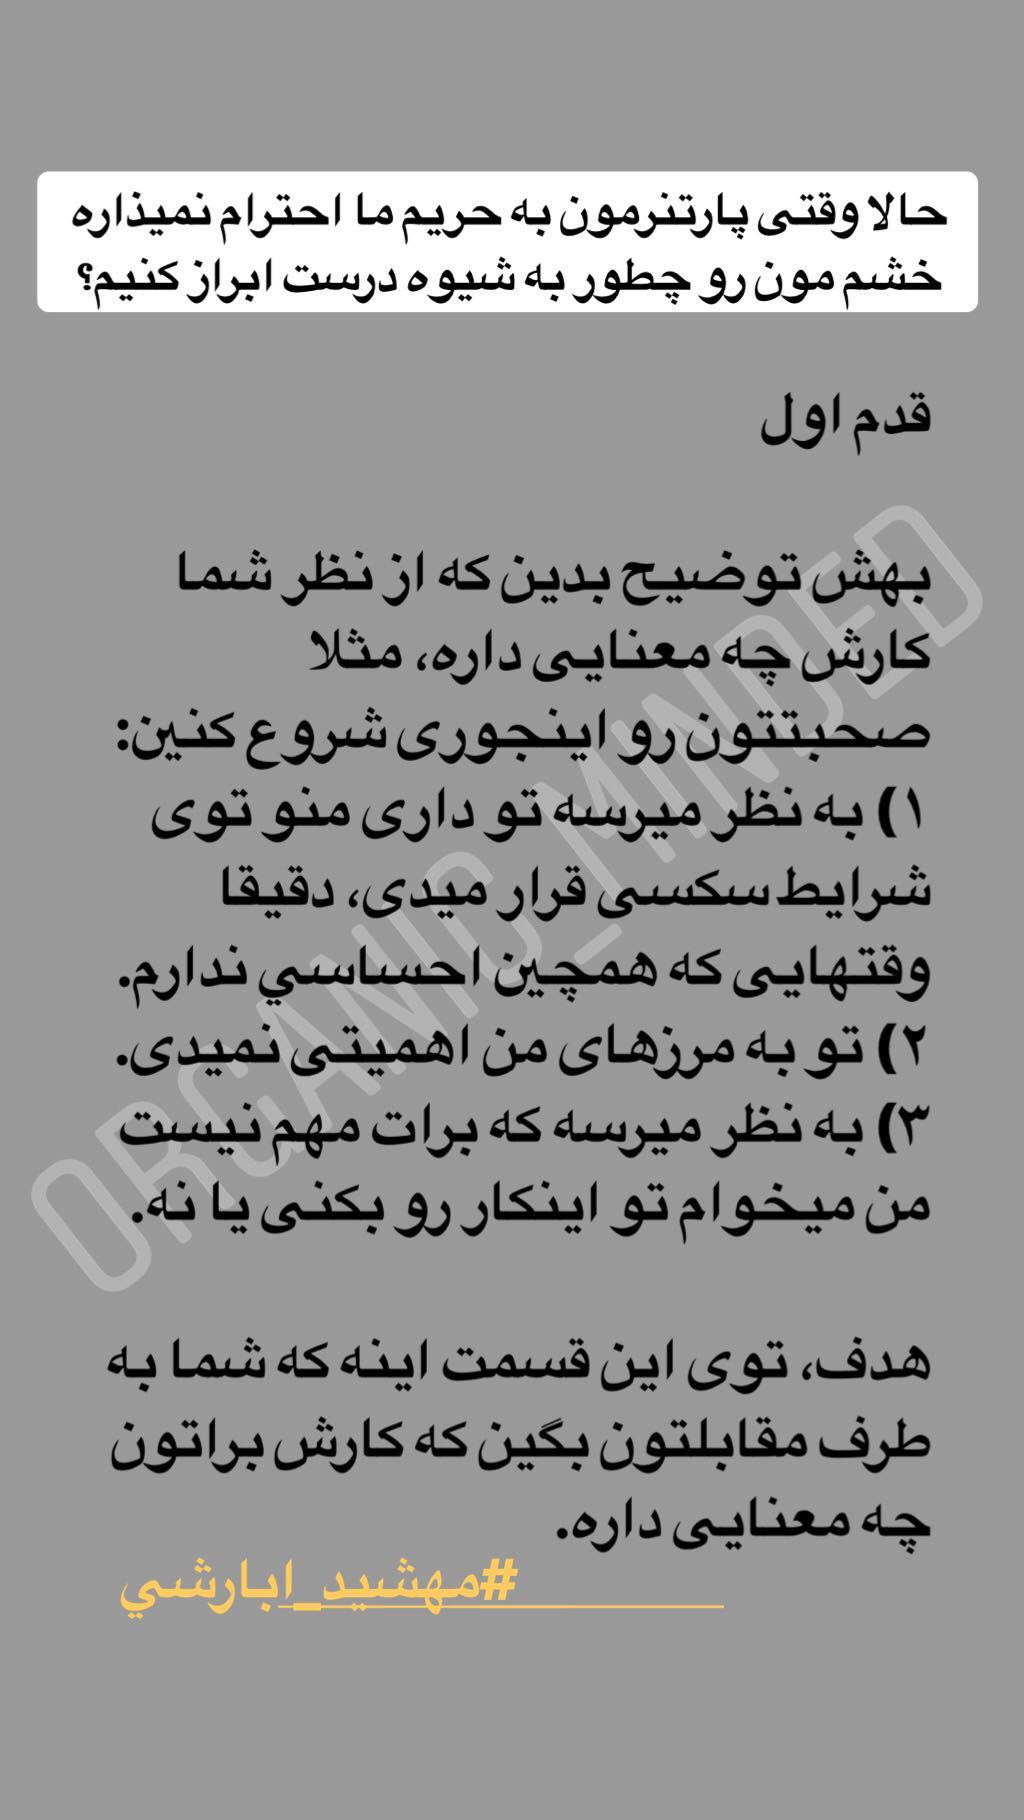 حالا وقتی پارتنرمون به حریم ما احترام نمیذاره
خشم مون رو چطور به شیوه درست ابراز کنیم؟
قدم اول
بهش توضیح بدین که از نظر شما
کارش چه معنایی داره، مثلا
صحبتتون رو اینجوری شروع کنین:
۱) به نظر میرسه تو داری منو توی
شرایط سکسی قرار میدی، دقیقا
وقتهایی که همچین احساسي ندارم.
۲) تو به مرزهای من اهمیتی نمیدی.
۳) به نظر میرسه که برات مهم نیست
من میخوام تو اینکار رو بکنی یا نه.
هدف، توی این قسمت اینه که شما به
طرف مقابلتون بگین که کارش براتون
چه معنایی داره.
#مهشید_ابارشي
ORGANIC_MINDED